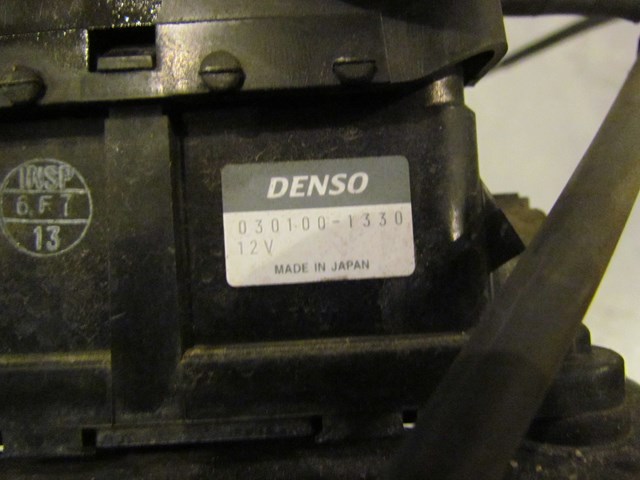 INSP
6.F.7
13
DENSO
030100-1330
12V
MADE IN JAPAN